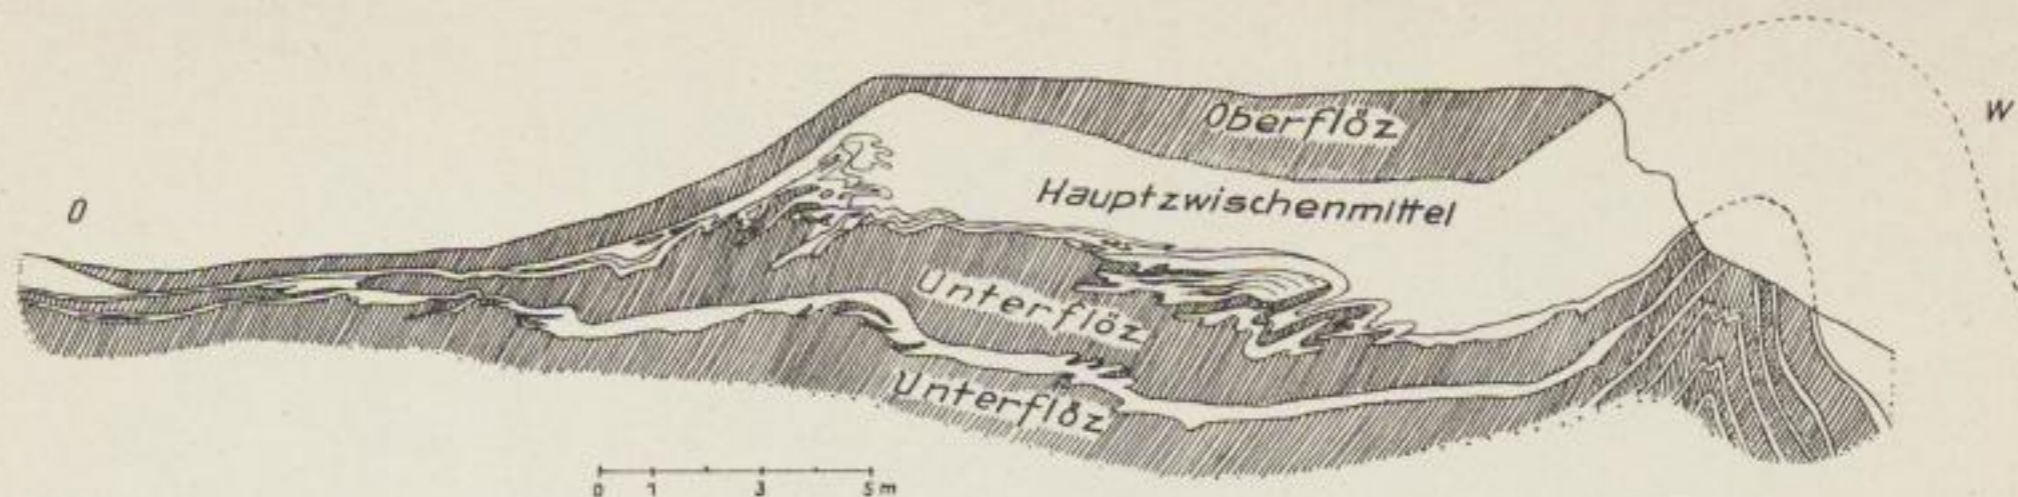 W
Oberflöz
O
Hauptzwischenmittel
Unterflöz
Unterflöz
0 1 3 5 m